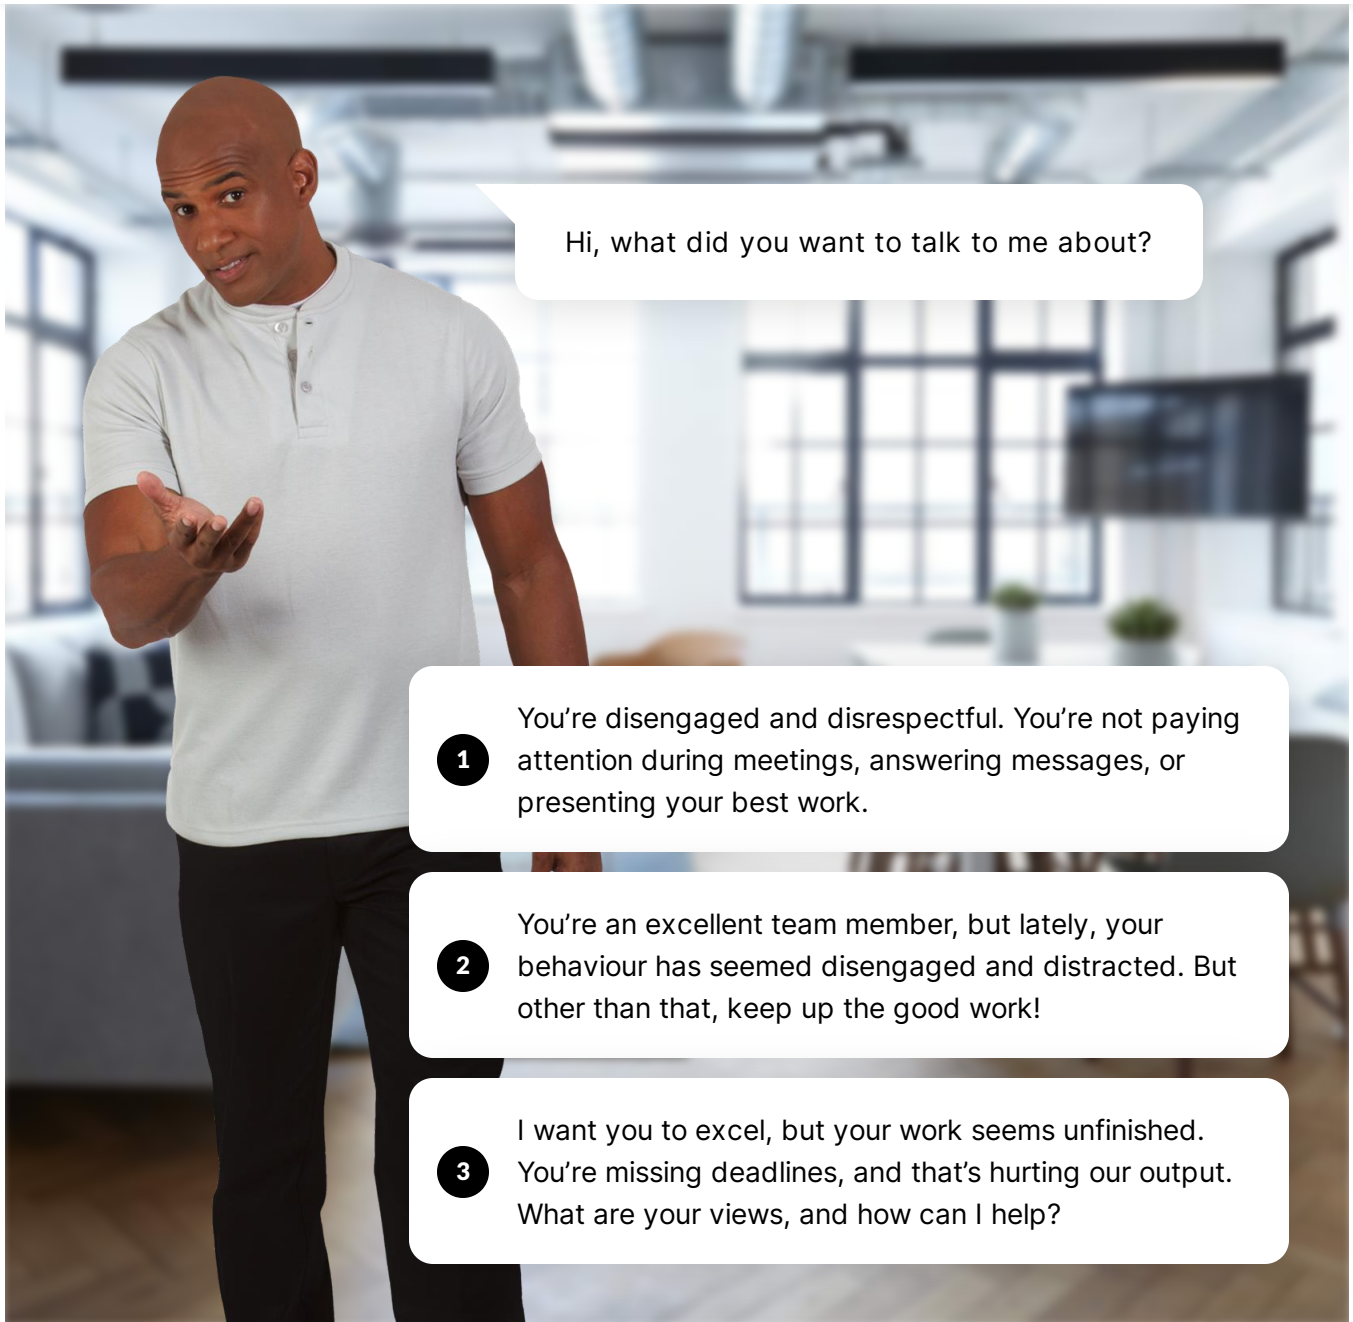 Hi, what did you want to talk to me about?
1
You’re disengaged and disrespectful. You’re not paying
attention during meetings, answering messages, or
presenting your best work.
2
You’re an excellent team member, but lately, your
behaviour has seemed disengaged and distracted. But
other than that, keep up the good work!
3
I want you to excel, but your work seems unfinished.
You’re missing deadlines, and that’s hurting our output.
What are your views, and how can I help?